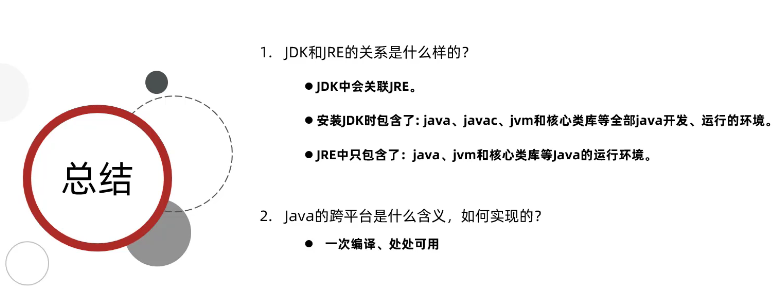 总结
1. JDK和JRE的关系是什么样的？
● JDK中会关联JRE。
● 安装JDK时包含了: java、javac、jvm和核心类库等全部java开发、运行的环境。
● JRE中只包含了：java、jvm和核心类库等Java的运行环境。
2. Java的跨平台是什么含义，如何实现的？
● 一次编译、处处可用